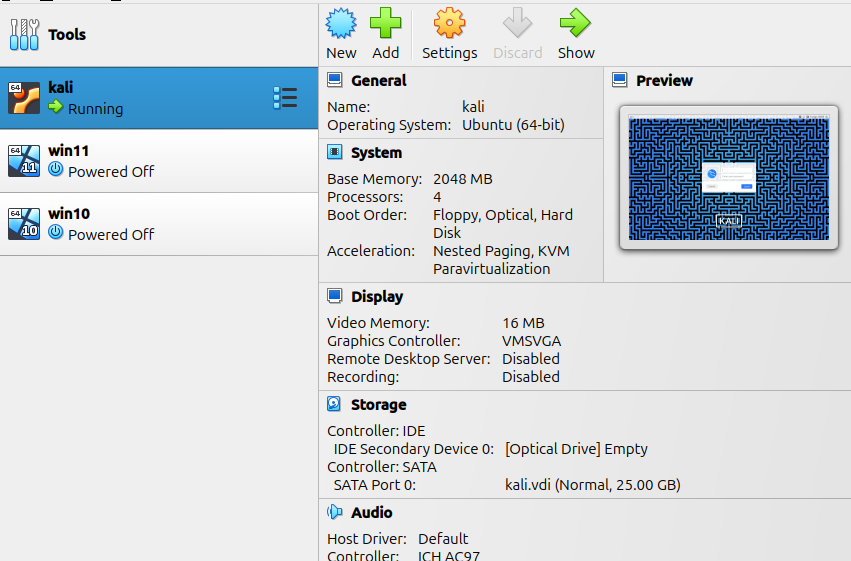 Tools
New Add Settings Discard Show
64
kali
Running
64
11
win11
Powered Off
64
10
win10
Powered Off
General
Name: kali
Operating System: Ubuntu (64-bit)
System
Base Memory: 2048 MB
Processors: 4
Boot Order: Floppy, Optical, Hard
Disk
Acceleration: Nested Paging, KVM
Paravirtualization
Preview
KALI
Display
Video Memory: 16 MB
Graphics Controller: VMSVGA
Remote Desktop Server: Disabled
Recording: Disabled
Storage
Controller: IDE
IDE Secondary Device 0: [Optical Drive] Empty
Controller: SATA
SATA Port 0: kali.vdi (Normal, 25.00 GB)
Audio
Host Driver: Default
Controller: ICH AC97